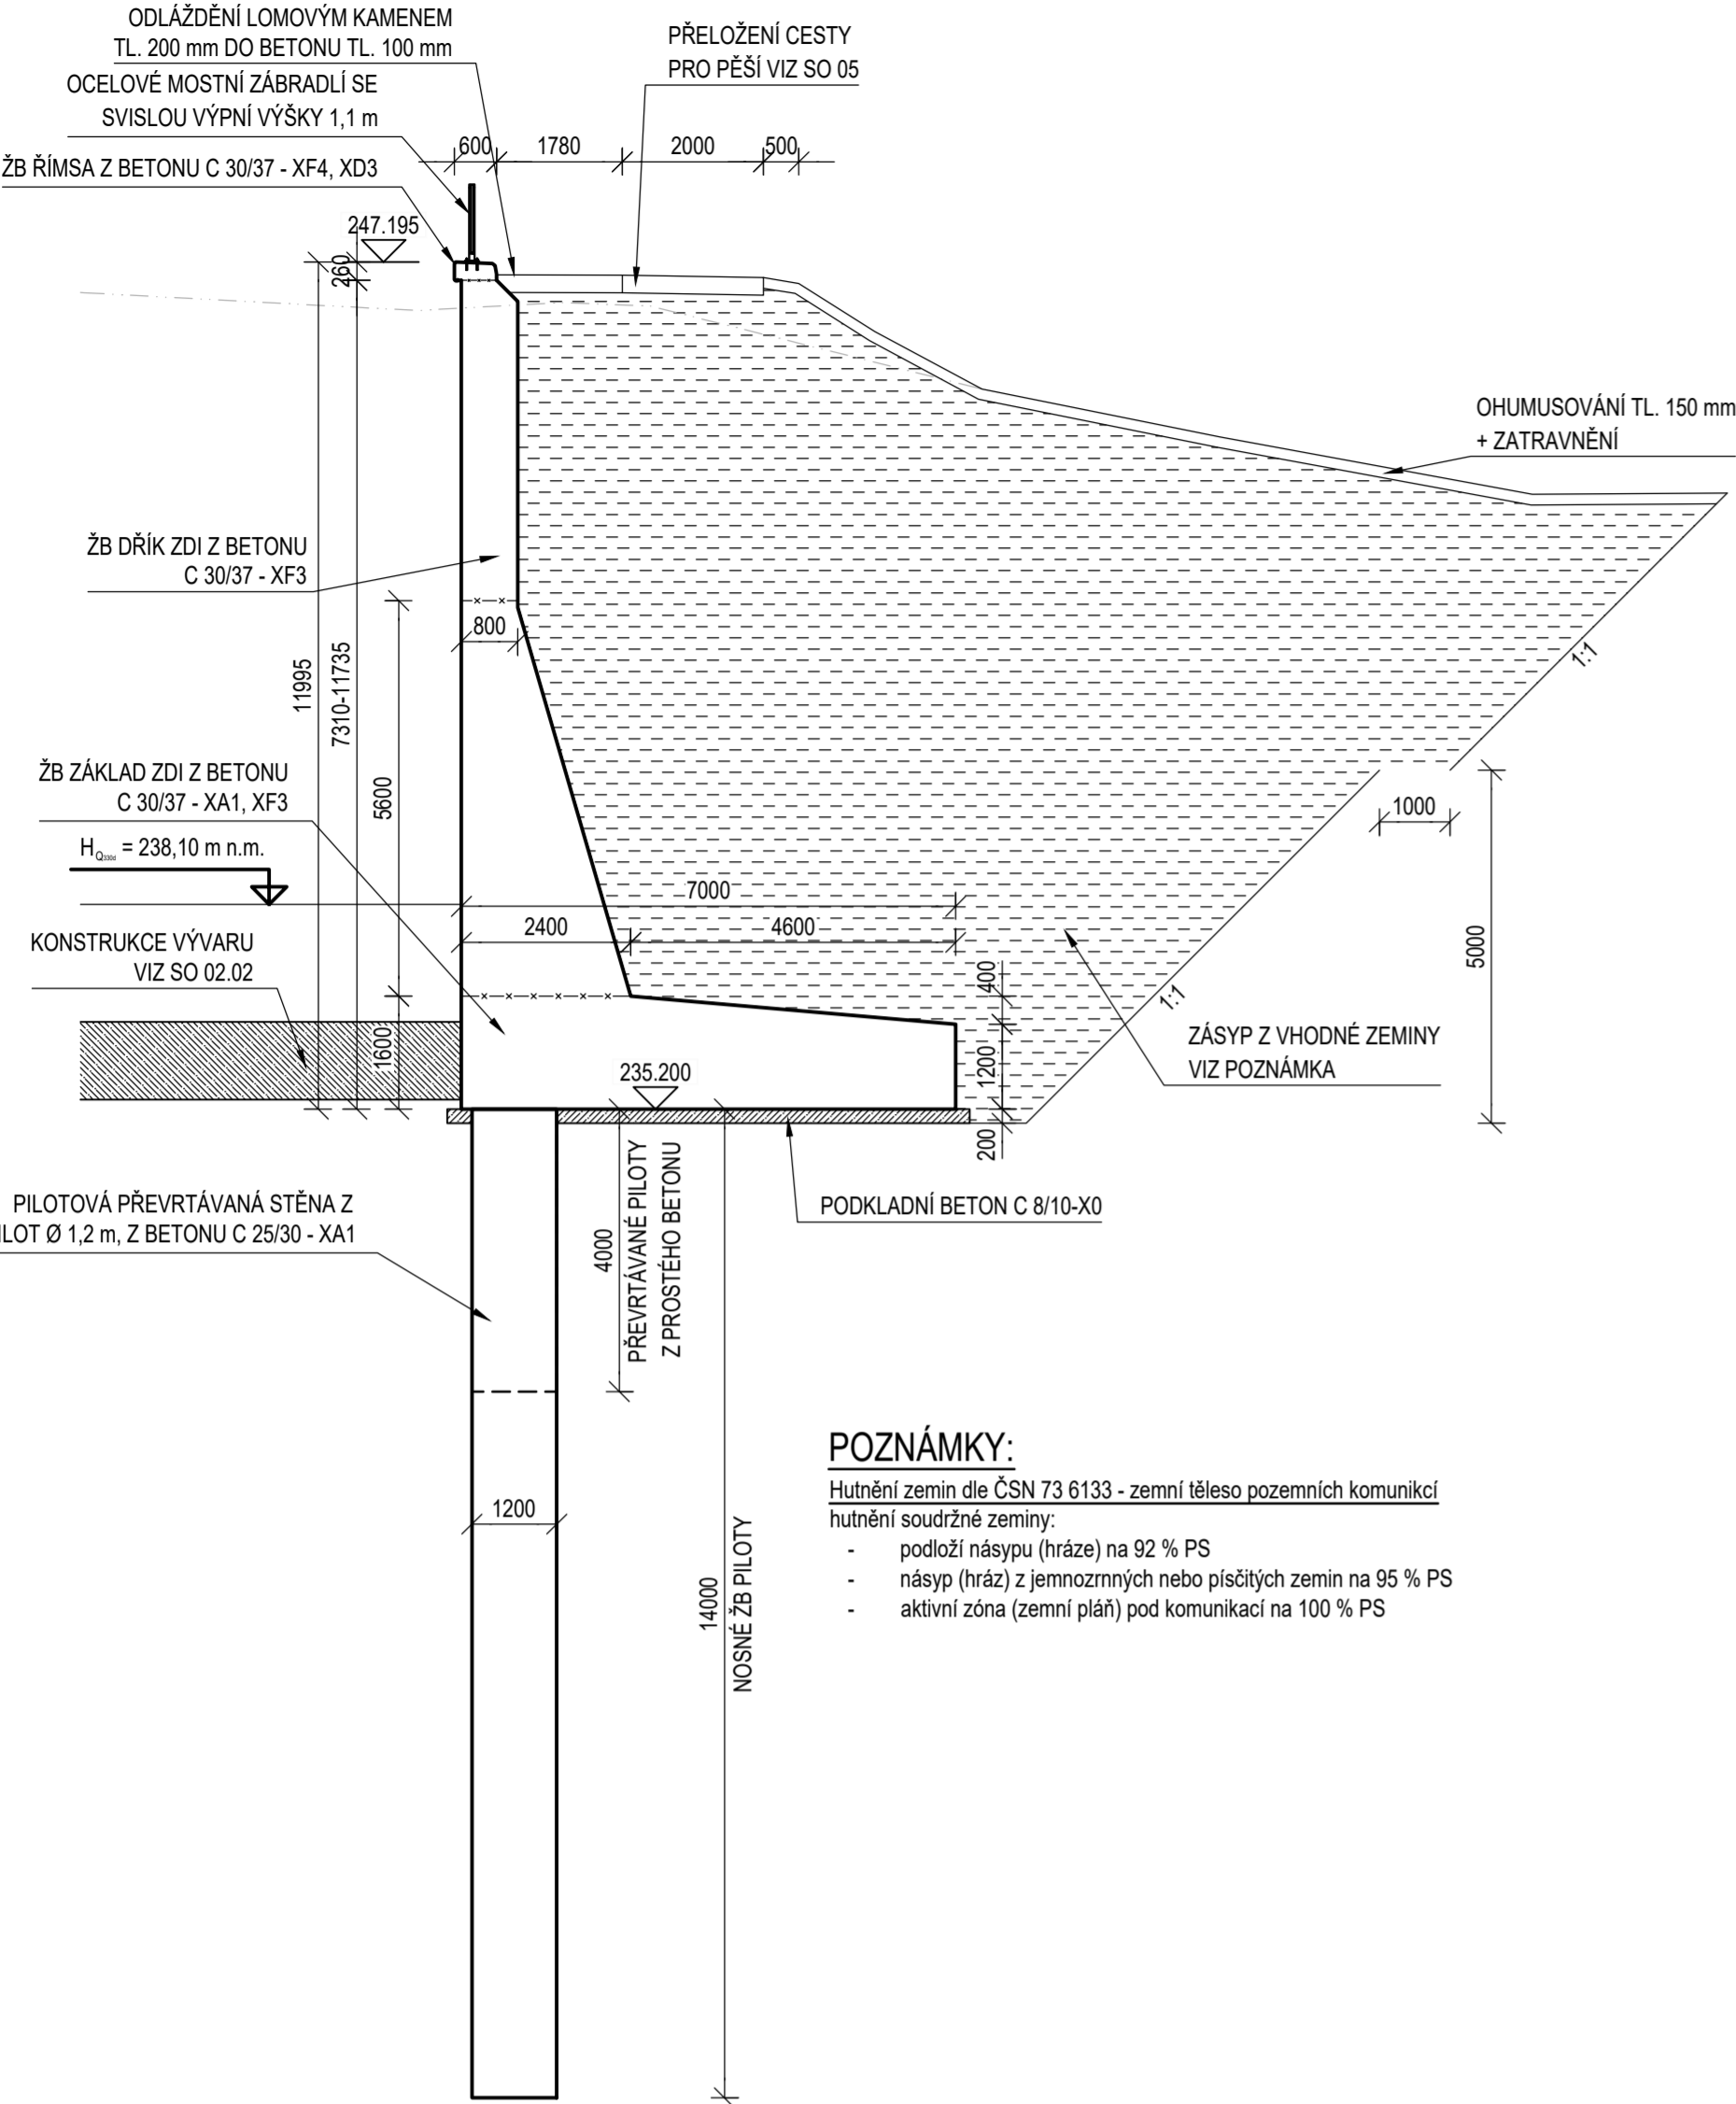 ODLÁŽDĚNÍ LOMOVÝM KAMENEM
TL. 200 mm DO BETONU TL. 100 mm
OCELOVÉ MOSTNÍ ZÁBRADLÍ SE
SVISLOU VÝPNÍ VÝŠKY 1,1 m
ŽB ŘÍMSA Z BETONU C 30/37 - XF4, XD3
PŘELOŽENÍ CESTY
PRO PĚŠÍ VIZ SO 05
600
1780
2000
500
247.195
260
OHUMUSOVÁNÍ TL. 150 mm
+ ZATRAVNĚNÍ
ŽB DŘÍK ZDI Z BETONU
C 30/37 - XF3
800
11995
7310-11735
5600
1:1
ŽB ZÁKLAD ZDI Z BETONU
C 30/37 - XA1, XF3
1000
H_Q330d = 238,10 m n.m.
7000
2400
4600
5000
KONSTRUKCE VÝVARU
VIZ SO 02.02
400
1:1
1600
1200
ZÁSYP Z VHODNÉ ZEMINY
VIZ POZNÁMKA
235.200
200
PILOTOVÁ PŘEVRTÁVANÁ STĚNA Z
ILOT Ø 1,2 m, Z BETONU C 25/30 - XA1
4000
PŘEVRTÁVANÉ PILOTY
Z PROSTÉHO BETONU
PODKLADNÍ BETON C 8/10-X0
1200
14000
NOSNÉ ŽB PILOTY
POZNÁMKY:
Hutnění zemin dle ČSN 73 6133 - zemní těleso pozemních komunikcí
hutnění soudržné zeminy:
- podloží násypu (hráze) na 92 % PS
- násyp (hráz) z jemnozrnných nebo písčitých zemin na 95 % PS
- aktivní zóna (zemní pláň) pod komunikací na 100 % PS